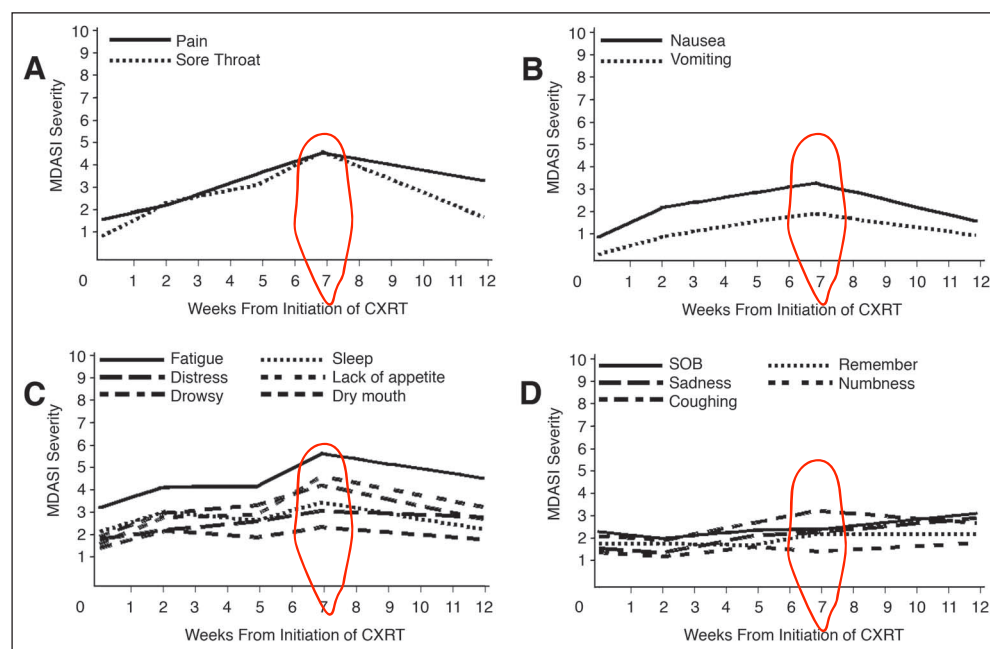 A
MDASI Severity
10
9
8
7
6
5
4
3
2
1
Pain
Sore Throat
0 1 2 3 4 5 6 7 8 9 10 11 12
Weeks From Initiation of CXRT
B
MDASI Severity
10
9
8
7
6
5
4
3
2
1
Nausea
Vomiting
0 1 2 3 4 5 6 7 8 9 10 11 12
Weeks From Initiation of CXRT
C
MDASI Severity
10
9
8
7
6
5
4
3
2
1
Fatigue Sleep
Distress Lack of appetite
Drowsy Dry mouth
0 1 2 3 4 5 6 7 8 9 10 11 12
Weeks From Initiation of CXRT
D
MDASI Severity
10
9
8
7
6
5
4
3
2
1
SOB Remember
Sadness Numbness
Coughing
0 1 2 3 4 5 6 7 8 9 10 11 12
Weeks From Initiation of CXRT